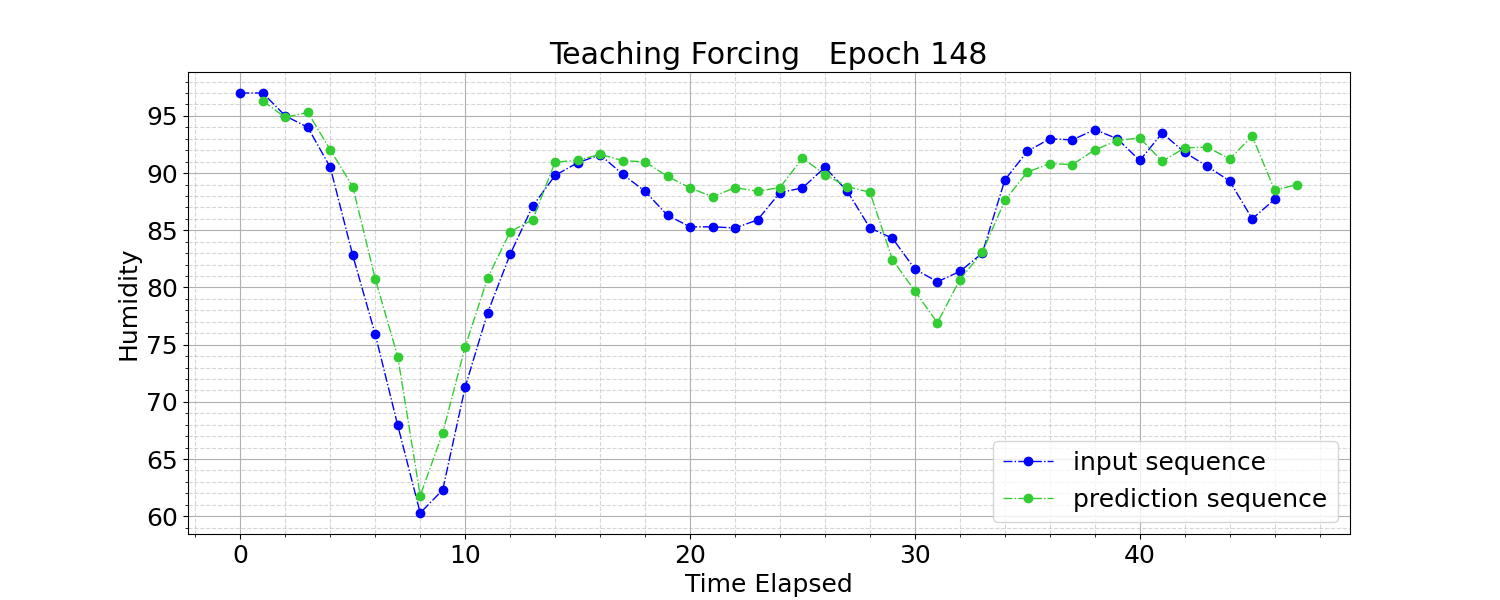 Teaching Forcing   Epoch 148
95
90
85
80
75
70
65
60
Humidity
input sequence
prediction sequence
0 10 20 30 40
Time Elapsed